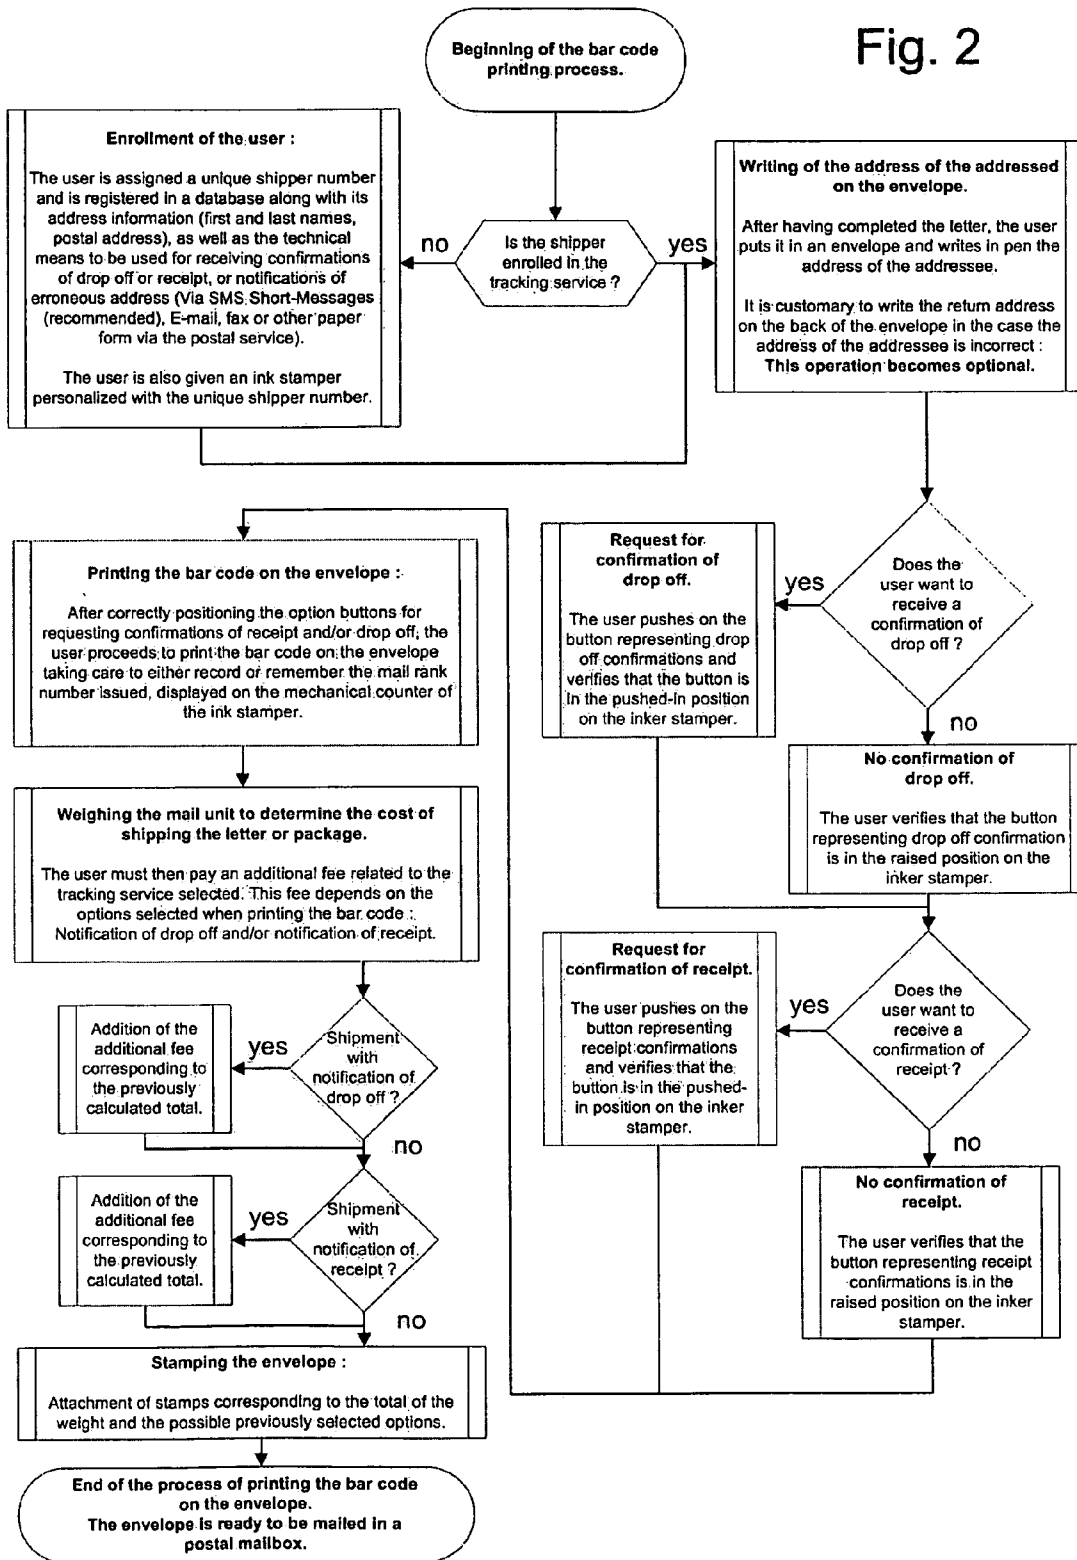 Fig. 2
Beginning of the bar code
printing process.
Enrollment of the user :
The user is assigned a unique shipper number
and is registered in a database along with its
address information (first and last names,
postal address), as well as the technical
means to be used for receiving confirmations
of drop off or receipt, or notifications of
erroneous address (Via SMS Short-Messages
(recommended), E-mail, fax or other paper
form via the postal service).
The user is also given an ink stamper
personalized with the unique shipper number.
no
Is the shipper
enrolled in the
tracking service ?
yes
Writing of the address of the addressed
on the envelope.
After having completed the letter, the user
puts it in an envelope and writes in pen the
address of the addressee.
It is customary to write the return address
on the back of the envelope in the case the
address of the addressee is incorrect :
This operation becomes optional.
Does the
user want to
receive a
confirmation of
drop off ?
yes
Request for
confirmation of
drop off.
The user pushes on the
button representing drop
off confirmations and
verifies that the button is
in the pushed-in position
on the inker stamper.
no
No confirmation of
drop off.
The user verifies that the button
representing drop off confirmation
is in the raised position on the
inker stamper.
Does the
user want to
receive a
confirmation of
receipt ?
yes
Request for
confirmation of receipt.
The user pushes on the
button representing
receipt confirmations
and verifies that the
button is in the pushed-
in position on the inker
stamper.
no
No confirmation of
receipt.
The user verifies that the
button representing receipt
confirmations is in the
raised position on the inker
stamper.
Printing the bar code on the envelope :
After correctly positioning the option buttons for
requesting confirmations of receipt and/or drop off, the
user proceeds to print the bar code on the envelope
taking care to either record or remember the mail rank
number issued, displayed on the mechanical counter of
the ink stamper.
Weighing the mail unit to determine the cost of
shipping the letter or package.
The user must then pay an additional fee related to the
tracking service selected. This fee depends on the
options selected when printing the bar code :
Notification of drop off and/or notification of receipt.
Shipment
with
notification of
drop off ?
yes
Addition of the
additional fee
corresponding to
the previously
calculated total.
no
Shipment
with
notification of
receipt ?
yes
Addition of the
additional fee
corresponding to
the previously
calculated total.
no
Stamping the envelope :
Attachment of stamps corresponding to the total of the
weight and the possible previously selected options.
End of the process of printing the bar code
on the envelope.
The envelope is ready to be mailed in a
postal mailbox.